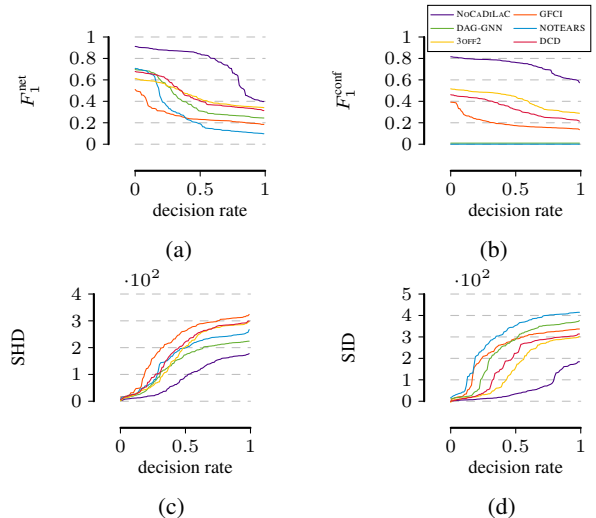 NoCaDiLaC GFCI
DAG-GNN NOTEARS
3off2 DCD
1
0.8
0.6
0.4
0.2
0
F₁ⁿᵉᵗ
0 0.5 1
decision rate
(a)
1
0.8
0.6
0.4
0.2
0
F₁ᶜᵒⁿᶠ
0 0.5 1
decision rate
(b)
·10²
4
3
2
1
0
SHD
0 0.5 1
decision rate
(c)
·10²
5
4
3
2
1
0
SID
0 0.5 1
decision rate
(d)